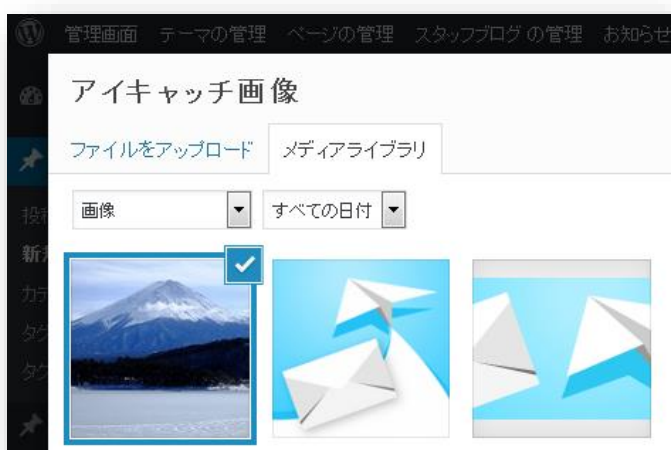 管理画面 テーマの管理 ページの管理 スタッフブログ の管理 お知らせ
アイキャッチ画像
ファイルをアップロード メディアライブラリ
画像 すべての日付